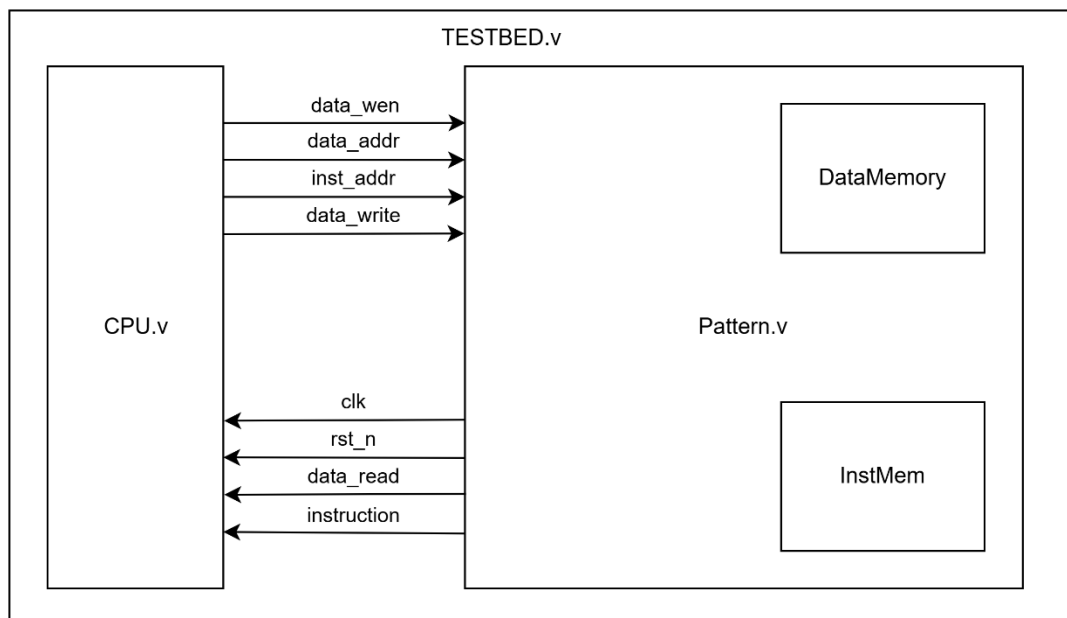 TESTBED.v
data_wen
data_addr
inst_addr
data_write
DataMemory
CPU.v
Pattern.v
clk
rst_n
data_read
instruction
InstMem